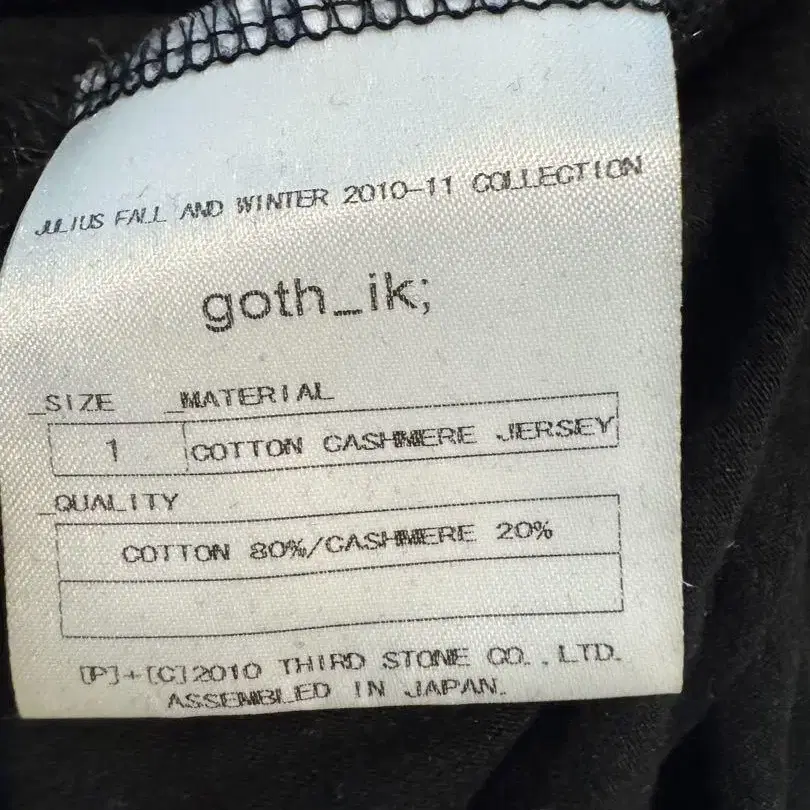 JULIUS FALL AND WINTER 2010-11 COLLECTION
goth_ik;
_SIZE _MATERIAL
1 COTTON CASHMERE JERSEY
_QUALITY
COTTON 80%/CASHMERE 20%
[P]+[C]2010 THIRD STONE CO.,LTD.
ASSEMBLED IN JAPAN.